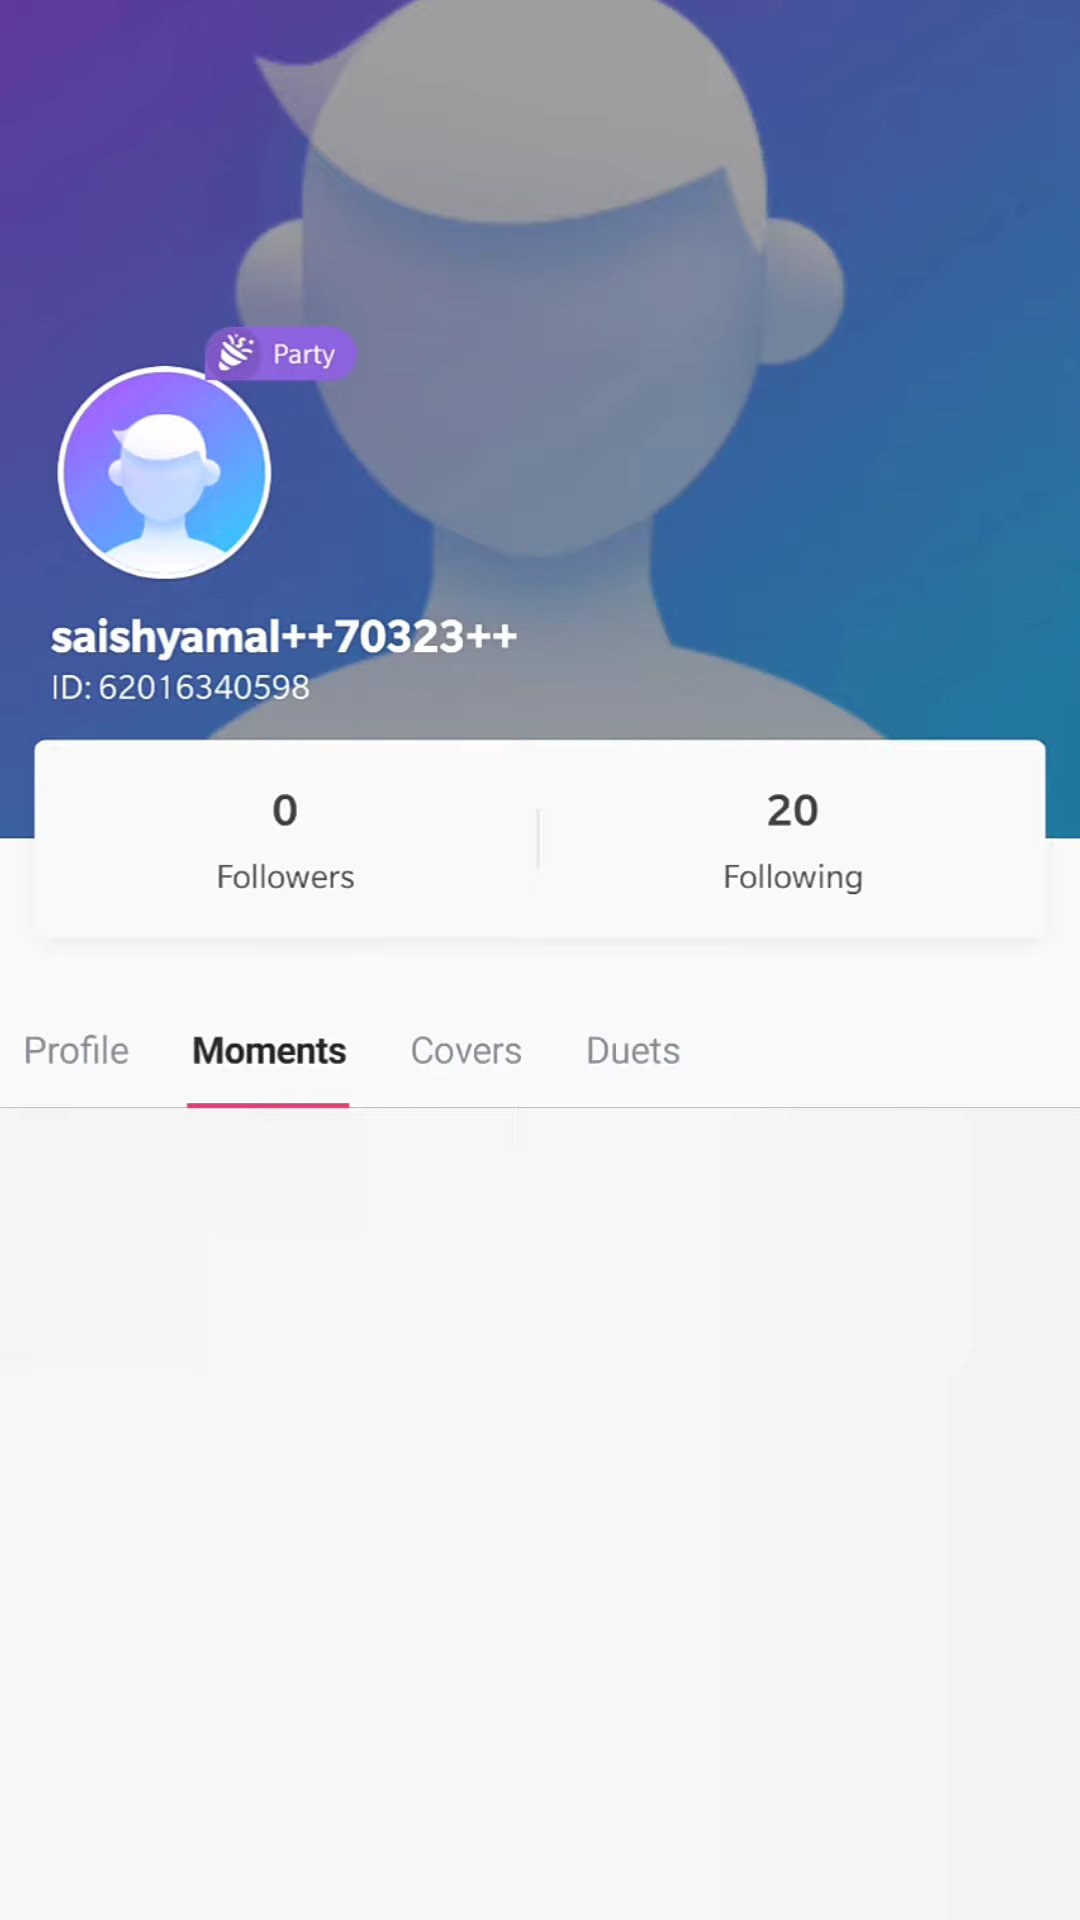 Party
saishyamal++70323++
ID: 62016340598
0
Followers
20
Following
Profile
Moments
Covers
Duets